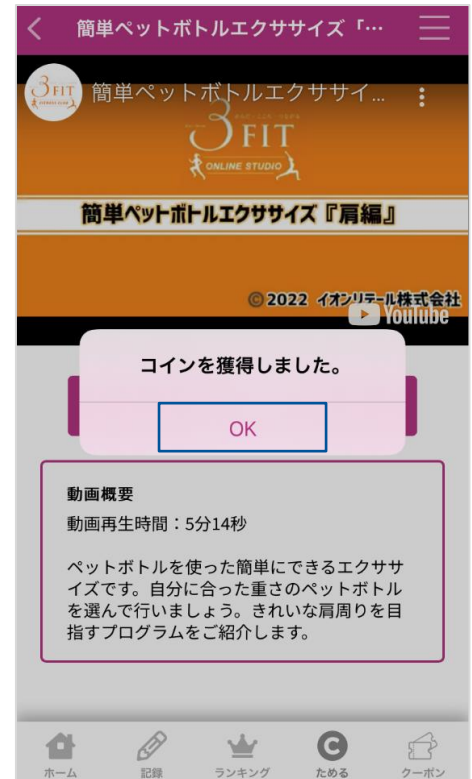 簡単ペットボトルエクササイズ「…
3FIT
FITNESS CLUB
簡単ペットボトルエクササイ...
3FIT
ONLINE STUDIO
簡単ペットボトルエクササイズ『肩編』
©2022 イオンリテール株式会社
YouTube
コインを獲得しました。
OK
動画概要
動画再生時間：5分14秒
ペットボトルを使った簡単にできるエクササ
イズです。自分に合った重さのペットボトル
を選んで行いましょう。きれいな肩周りを目
指すプログラムをご紹介します。
ホーム
記録
ランキング
C
ためる
クーポン